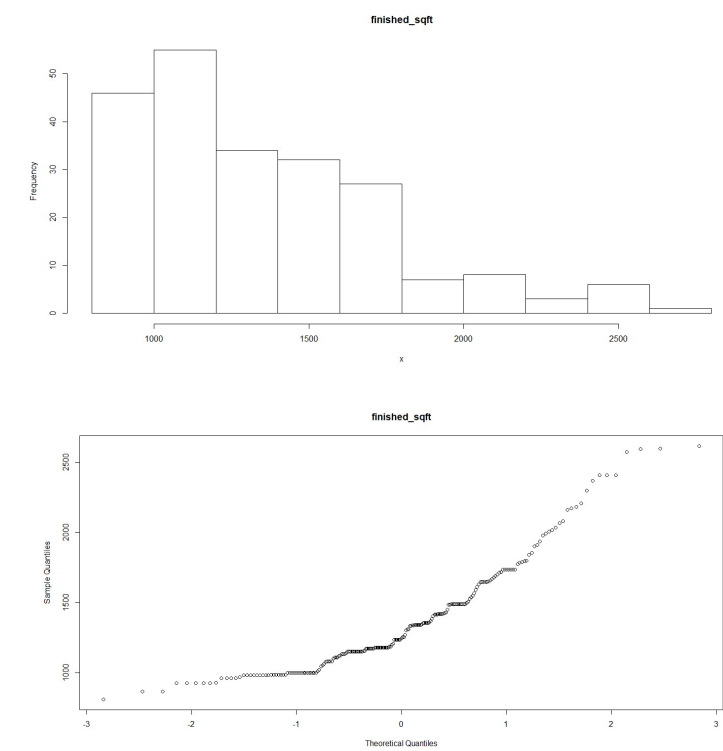 finished_sqft
Frequency
50
40
30
20
10
0
1000 1500 2000 2500
x
finished_sqft
Sample Quantiles
2500
2000
1500
1000
-3 -2 -1 0 1 2 3
Theoretical Quantiles